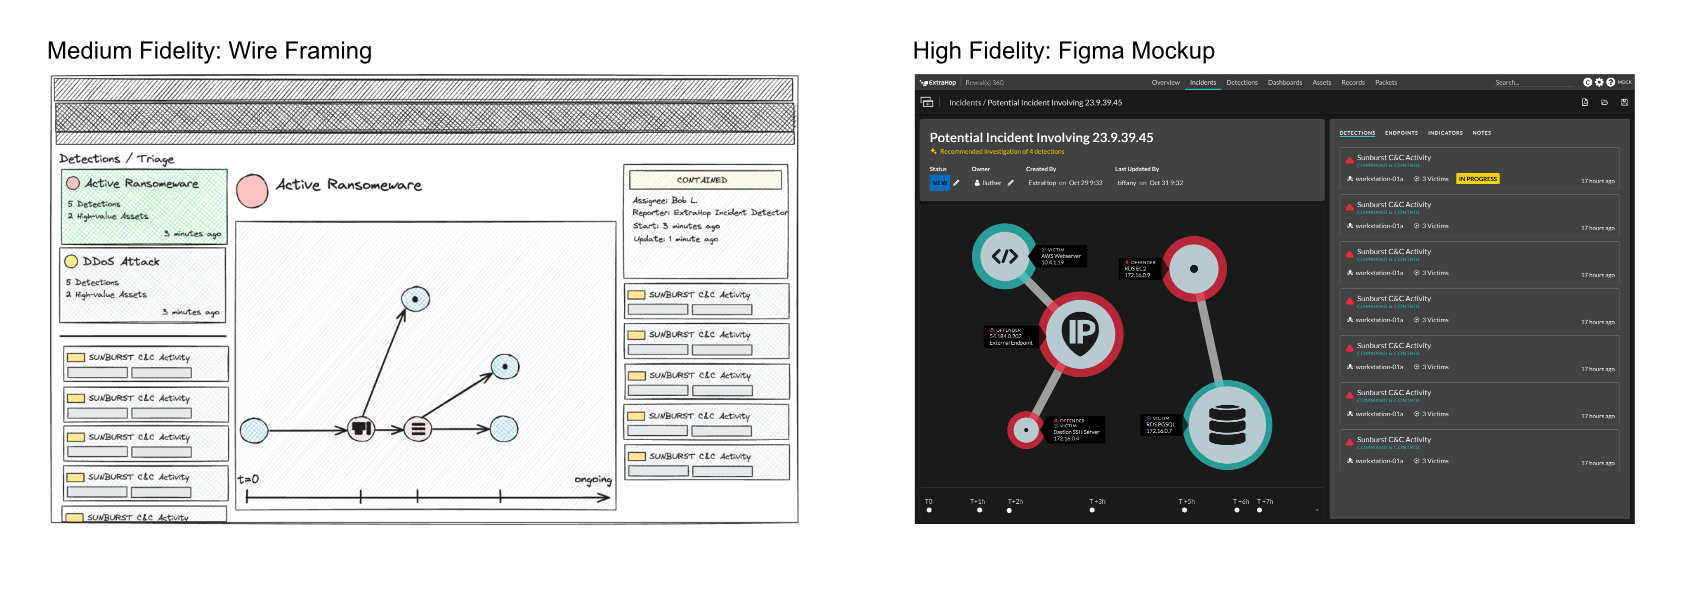 Medium Fidelity: Wire Framing
Detections / Triage
Active Ransomeware
5 Detections
2 High-value Assets
3 minutes ago
DDoS Attack
5 Detections
2 High-value Assets
3 minutes ago
SUNBURST C&C Activity
SUNBURST C&C Activity
SUNBURST C&C Activity
SUNBURST C&C Activity
SUNBURST C&C Activity
Active Ransomeware
t=0
ongoing
CONTAINED
Assignee: Bob L.
Reporter: ExtraHop Incident Detector
Start: 3 minutes ago
Update: 1 minute ago
SUNBURST C&C Activity
SUNBURST C&C Activity
SUNBURST C&C Activity
SUNBURST C&C Activity
SUNBURST C&C Activity
High Fidelity: Figma Mockup
ExtraHop Reveal(x) 360 Overview Incidents Detections Dashboards Assets Records Packets Search... MOCK
Incidents / Potential Incident Involving 23.9.39.45
Potential Incident Involving 23.9.39.45
Recommended Investigation of 4 detections
Status Owner Created By Last Updated By
NEW lluther ExtraHop on Oct 29 9:32 tiffany on Oct 31 9:32
VICTIM
AWS Webserver
10.4.1.19
OFFENDER
RDS EC2
172.16.0.9
OFFENDER
54.184.0.202
External Endpoint
OFFENDER
VICTIM
Bastion SSH Server
172.16.0.4
VICTIM
RDS PGSQL
172.16.0.7
T0 T+1h T+2h T+3h T+5h T+6h T+7h
DETECTIONS ENDPOINTS INDICATORS NOTES
Sunburst C&C Activity
COMMAND & CONTROL
workstation-01a 3 Victims IN PROGRESS 17 hours ago
Sunburst C&C Activity
COMMAND & CONTROL
workstation-01a 3 Victims 17 hours ago
Sunburst C&C Activity
COMMAND & CONTROL
workstation-01a 3 Victims 17 hours ago
Sunburst C&C Activity
COMMAND & CONTROL
workstation-01a 3 Victims 17 hours ago
Sunburst C&C Activity
COMMAND & CONTROL
workstation-01a 3 Victims 17 hours ago
Sunburst C&C Activity
COMMAND & CONTROL
workstation-01a 3 Victims 17 hours ago
Sunburst C&C Activity
COMMAND & CONTROL
workstation-01a 3 Victims 17 hours ago